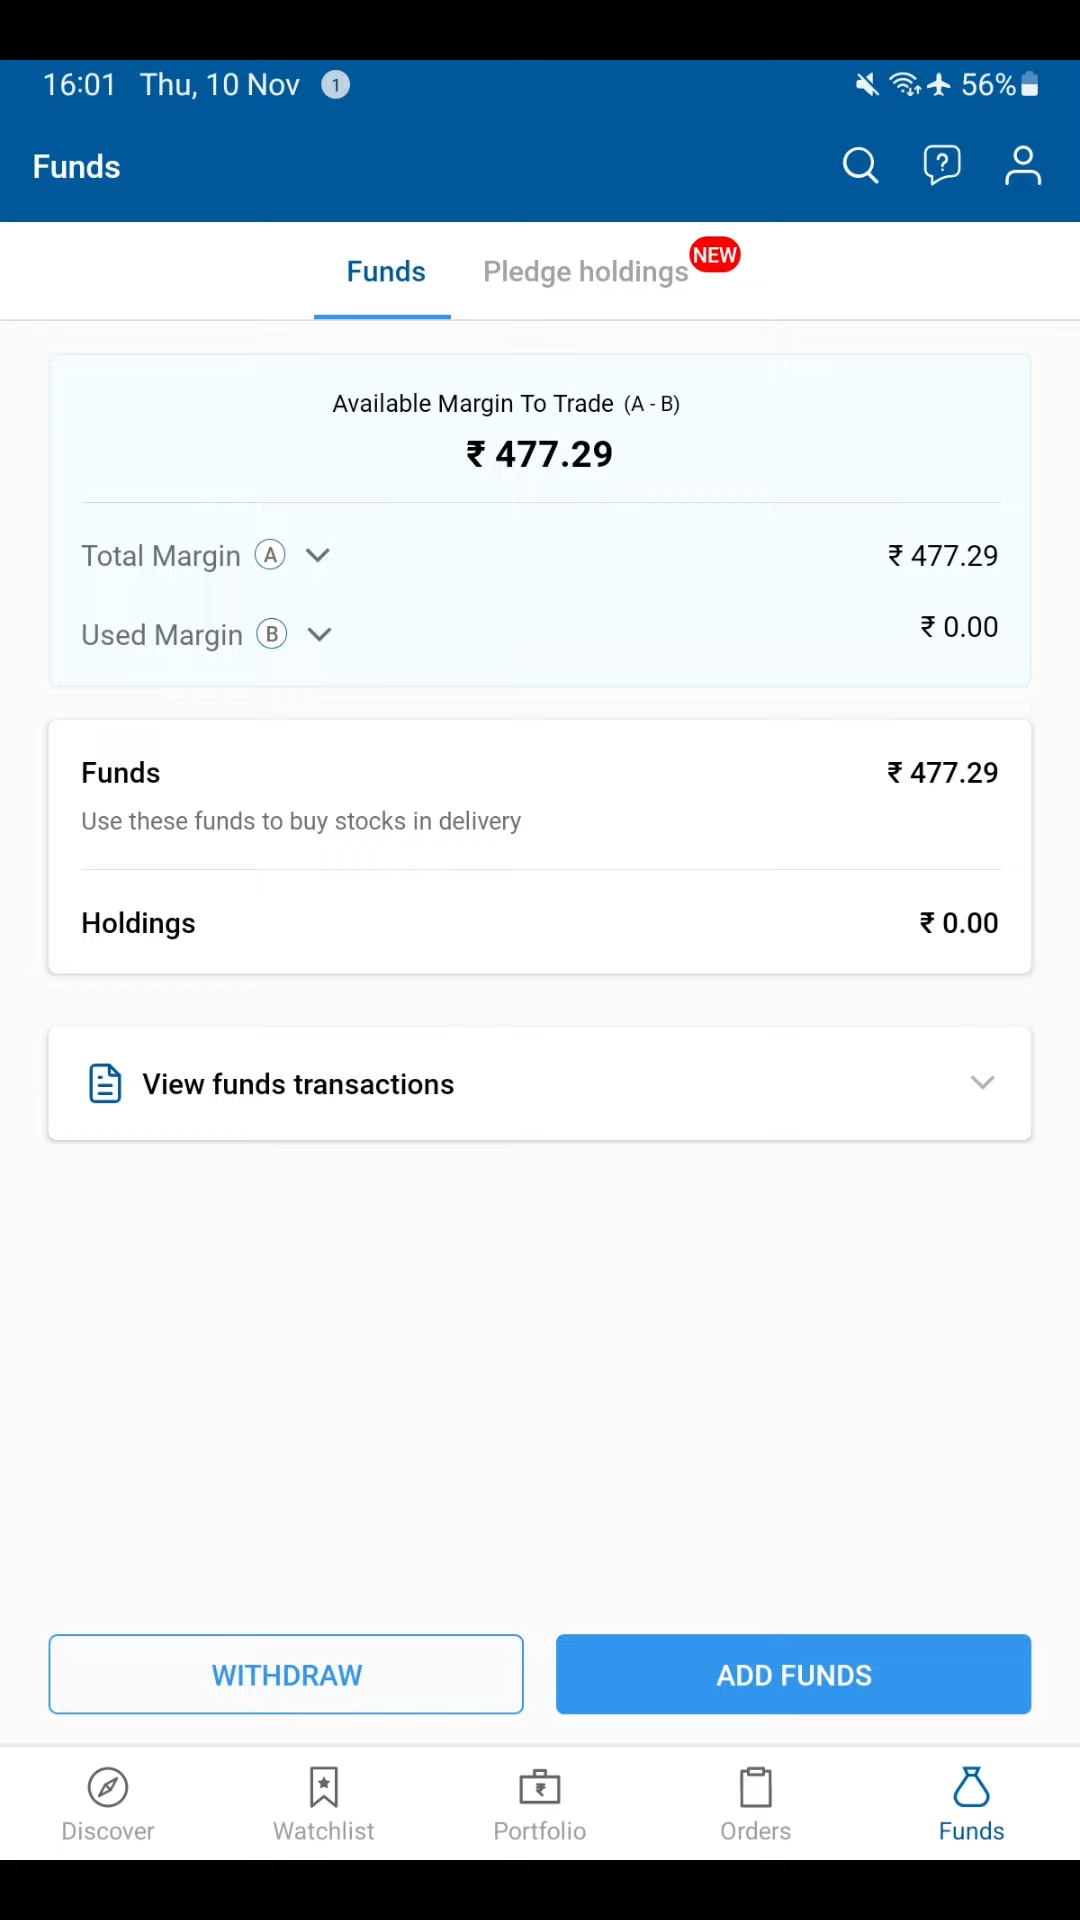 16:01 Thu, 10 Nov 1 56%
Funds
Funds Pledge holdings NEW
Available Margin To Trade (A - B)
₹ 477.29
Total Margin A ₹ 477.29
Used Margin B ₹ 0.00
Funds ₹ 477.29
Use these funds to buy stocks in delivery
Holdings ₹ 0.00
View funds transactions
WITHDRAW ADD FUNDS
Discover Watchlist Portfolio Orders Funds